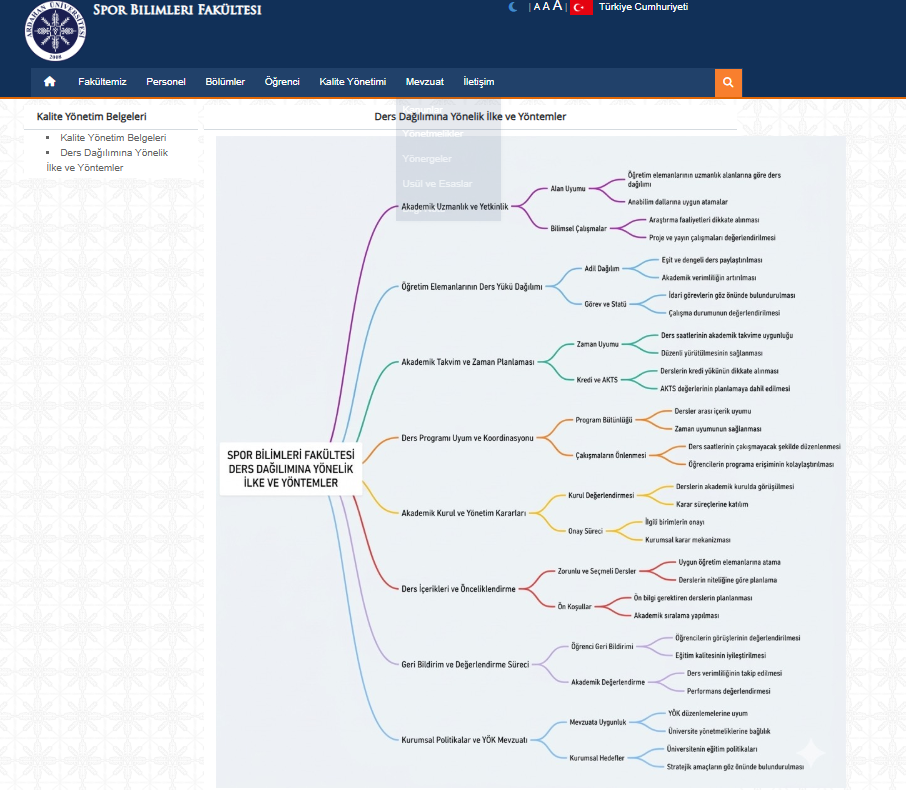 ARDAHAN ÜNİVERSİTESİ
2008
SPOR BİLİMLERİ FAKÜLTESİ
| A A A |
Türkiye Cumhuriyeti
Fakültemiz
Personel
Bölümler
Öğrenci
Kalite Yönetimi
Mevzuat
İletişim
Kalite Yönetim Belgeleri
Kalite Yönetim Belgeleri
Ders Dağılımına Yönelik
İlke ve Yöntemler
Ders Dağılımına Yönelik İlke ve Yöntemler
Kanunlar
Yönetmelikler
Yönergeler
Usül ve Esaslar
SPOR BİLİMLERİ FAKÜLTESİ
DERS DAĞILIMINA YÖNELİK
İLKE VE YÖNTEMLER
Akademik Uzmanlık ve Yetkinlik
Alan Uyumu
Öğretim elemanlarının uzmanlık alanlarına göre ders
dağılımı
Anabilim dallarına uygun atamalar
Bilimsel Çalışmalar
Araştırma faaliyetleri dikkate alınması
Proje ve yayın çalışmaları değerlendirilmesi
Öğretim Elemanlarının Ders Yükü Dağılımı
Adil Dağılım
Eşit ve dengeli ders paylaştırılması
Akademik verimliliğin artırılması
Görev ve Statü
İdari görevlerin göz önünde bulundurulması
Çalışma durumunun değerlendirilmesi
Akademik Takvim ve Zaman Planlaması
Zaman Uyumu
Ders saatlerinin akademik takvime uygunluğu
Düzenli yürütülmesinin sağlanması
Kredi ve AKTS
Derslerin kredi yükünün dikkate alınması
AKTS değerlerinin planlamaya dahil edilmesi
Ders Programı Uyum ve Koordinasyonu
Program Bütünlüğü
Dersler arası içerik uyumu
Zaman uyumunun sağlanması
Çakışmaların Önlenmesi
Ders saatlerinin çakışmayacak şekilde düzenlenmesi
Öğrencilerin programa erişiminin kolaylaştırılması
Akademik Kurul ve Yönetim Kararları
Kurul Değerlendirmesi
Derslerin akademik kurulda görüşülmesi
Karar süreçlerine katılım
Onay Süreci
İlgili birimlerin onayı
Kurumsal karar mekanizması
Ders İçerikleri ve Önceliklendirme
Zorunlu ve Seçmeli Dersler
Uygun öğretim elemanlarına atama
Derslerin niteliğine göre planlama
Ön Koşullar
Ön bilgi gerektiren derslerin planlanması
Akademik sıralama yapılması
Geri Bildirim ve Değerlendirme Süreci
Öğrenci Geri Bildirimi
Öğrencilerin görüşlerinin değerlendirilmesi
Eğitim kalitesinin iyileştirilmesi
Akademik Değerlendirme
Ders verimliliğinin takip edilmesi
Performans değerlendirmesi
Kurumsal Politikalar ve YÖK Mevzuatı
Mevzuata Uygunluk
YÖK düzenlemelerine uyum
Üniversite yönetmeliklerine bağlılık
Kurumsal Hedefler
Üniversitenin eğitim politikaları
Stratejik amaçların göz önünde bulundurulması